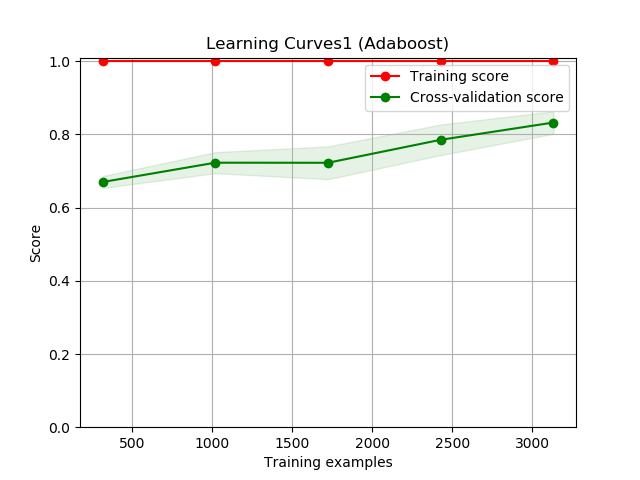 Learning Curves1 (Adaboost)
Training score
Cross-validation score
1.0
0.8
0.6
0.4
0.2
0.0
Score
500 1000 1500 2000 2500 3000
Training examples